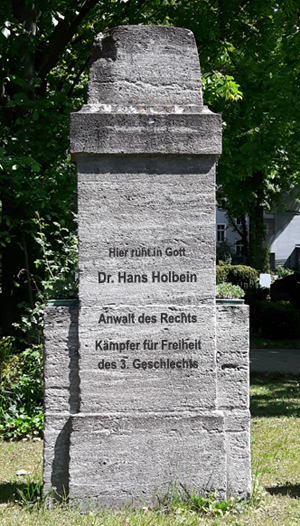 Hier ruht in Gott
Dr. Hans Holbein
Anwalt des Rechts
Kämpfer für Freiheit
des 3. Geschlechts